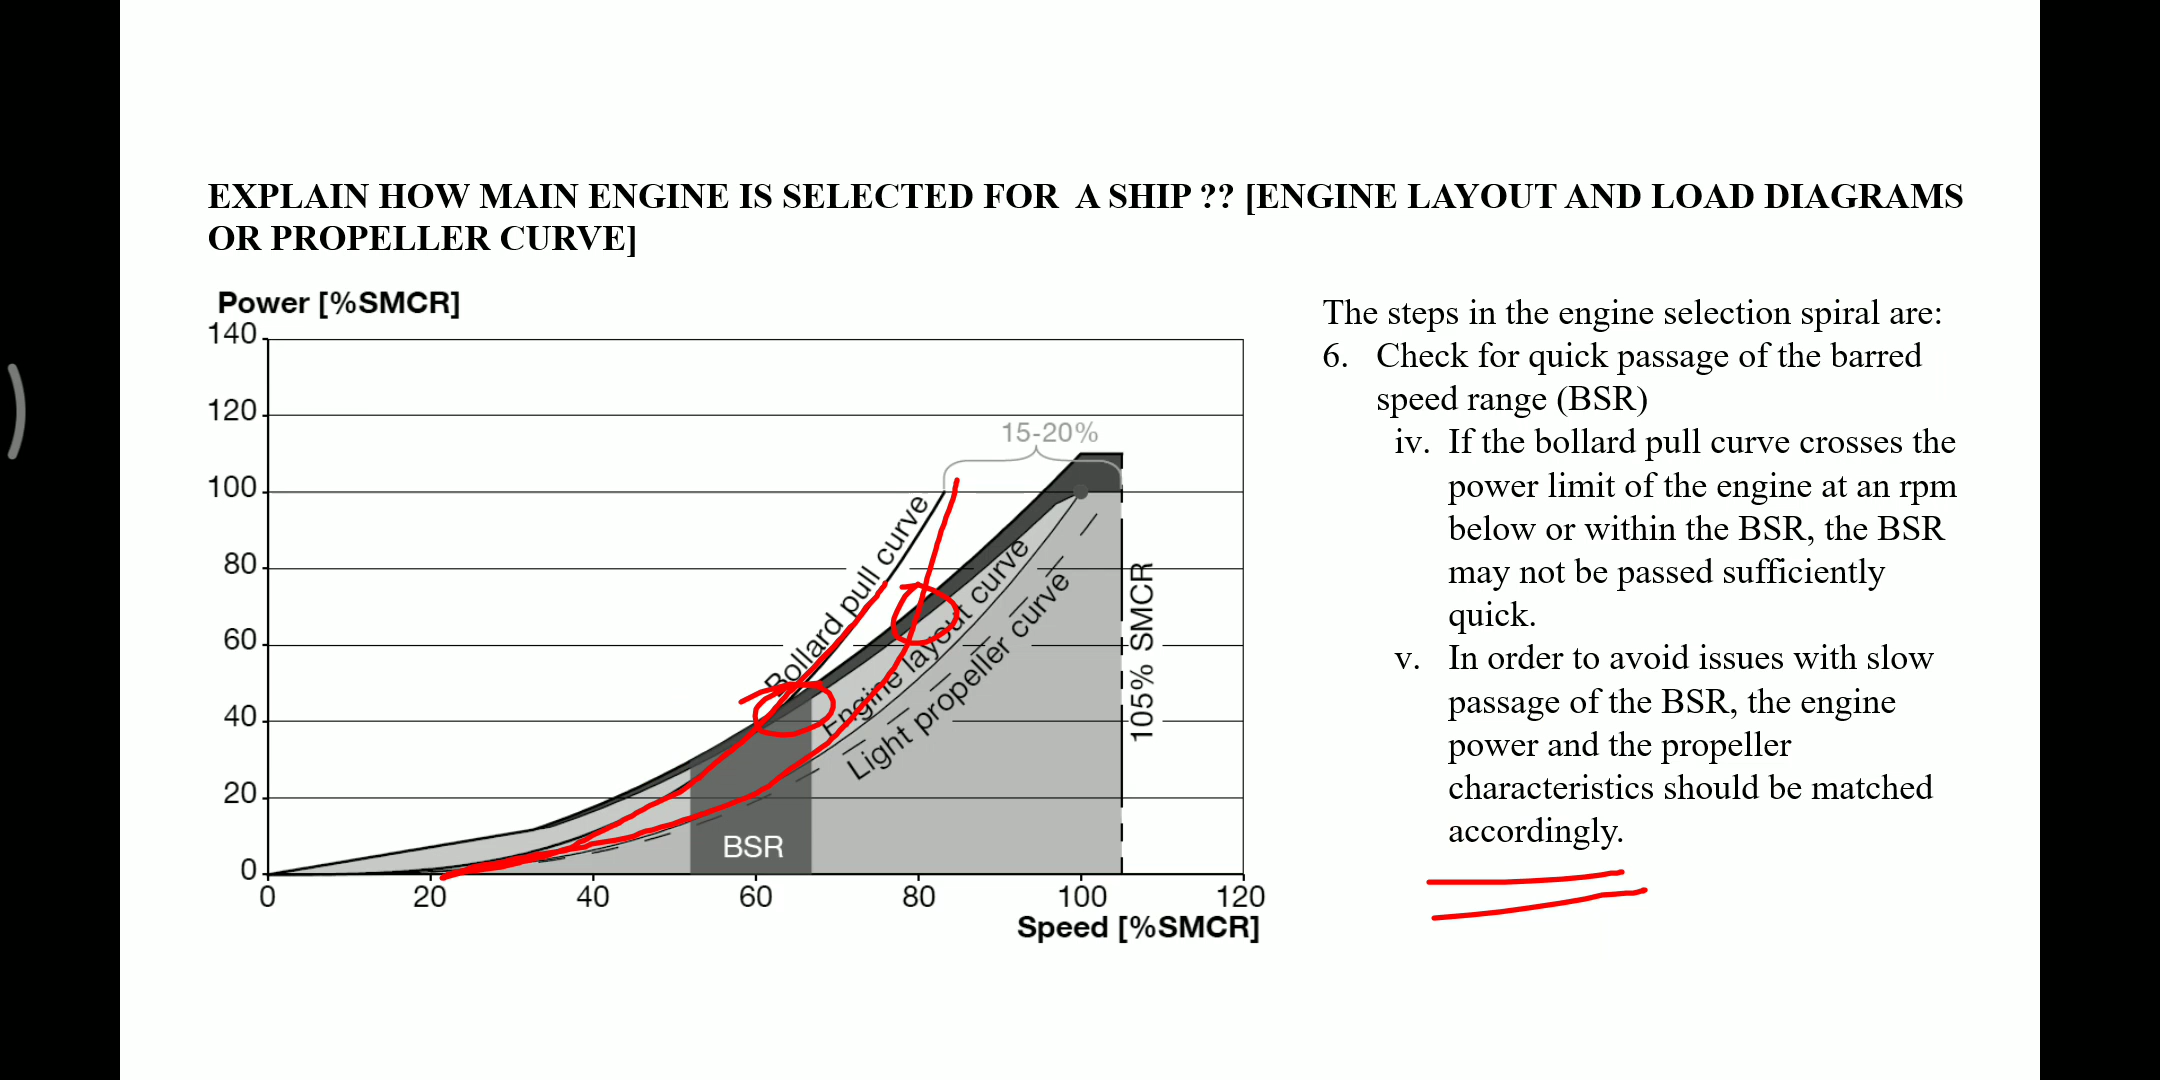 EXPLAIN HOW MAIN ENGINE IS SELECTED FOR A SHIP ?? [ENGINE LAYOUT AND LOAD DIAGRAMS
OR PROPELLER CURVE]
Power [%SMCR]
140
120
100
80
60
40
20
0
0
20
40
60
80
100
120
Speed [%SMCR]
15-20%
Bollard pull curve
Engine layout curve
Light propeller curve
105% SMCR
BSR
The steps in the engine selection spiral are:
6. Check for quick passage of the barred
speed range (BSR)
iv. If the bollard pull curve crosses the
power limit of the engine at an rpm
below or within the BSR, the BSR
may not be passed sufficiently
quick.
v. In order to avoid issues with slow
passage of the BSR, the engine
power and the propeller
characteristics should be matched
accordingly.